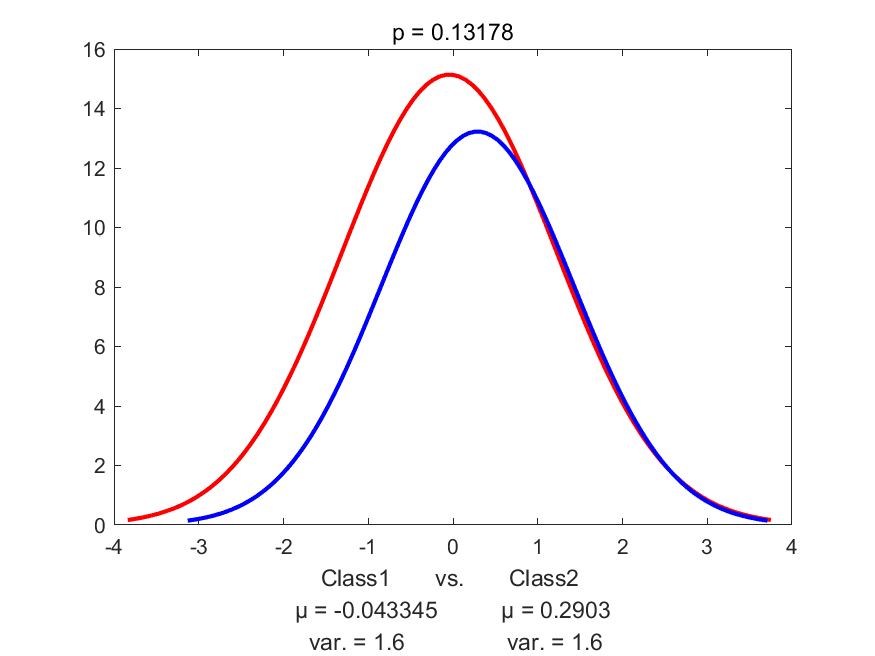 p = 0.13178
16
14
12
10
8
6
4
2
0
-4 -3 -2 -1 0 1 2 3 4
Class1 vs. Class2
μ = -0.043345 μ = 0.2903
var. = 1.6 var. = 1.6